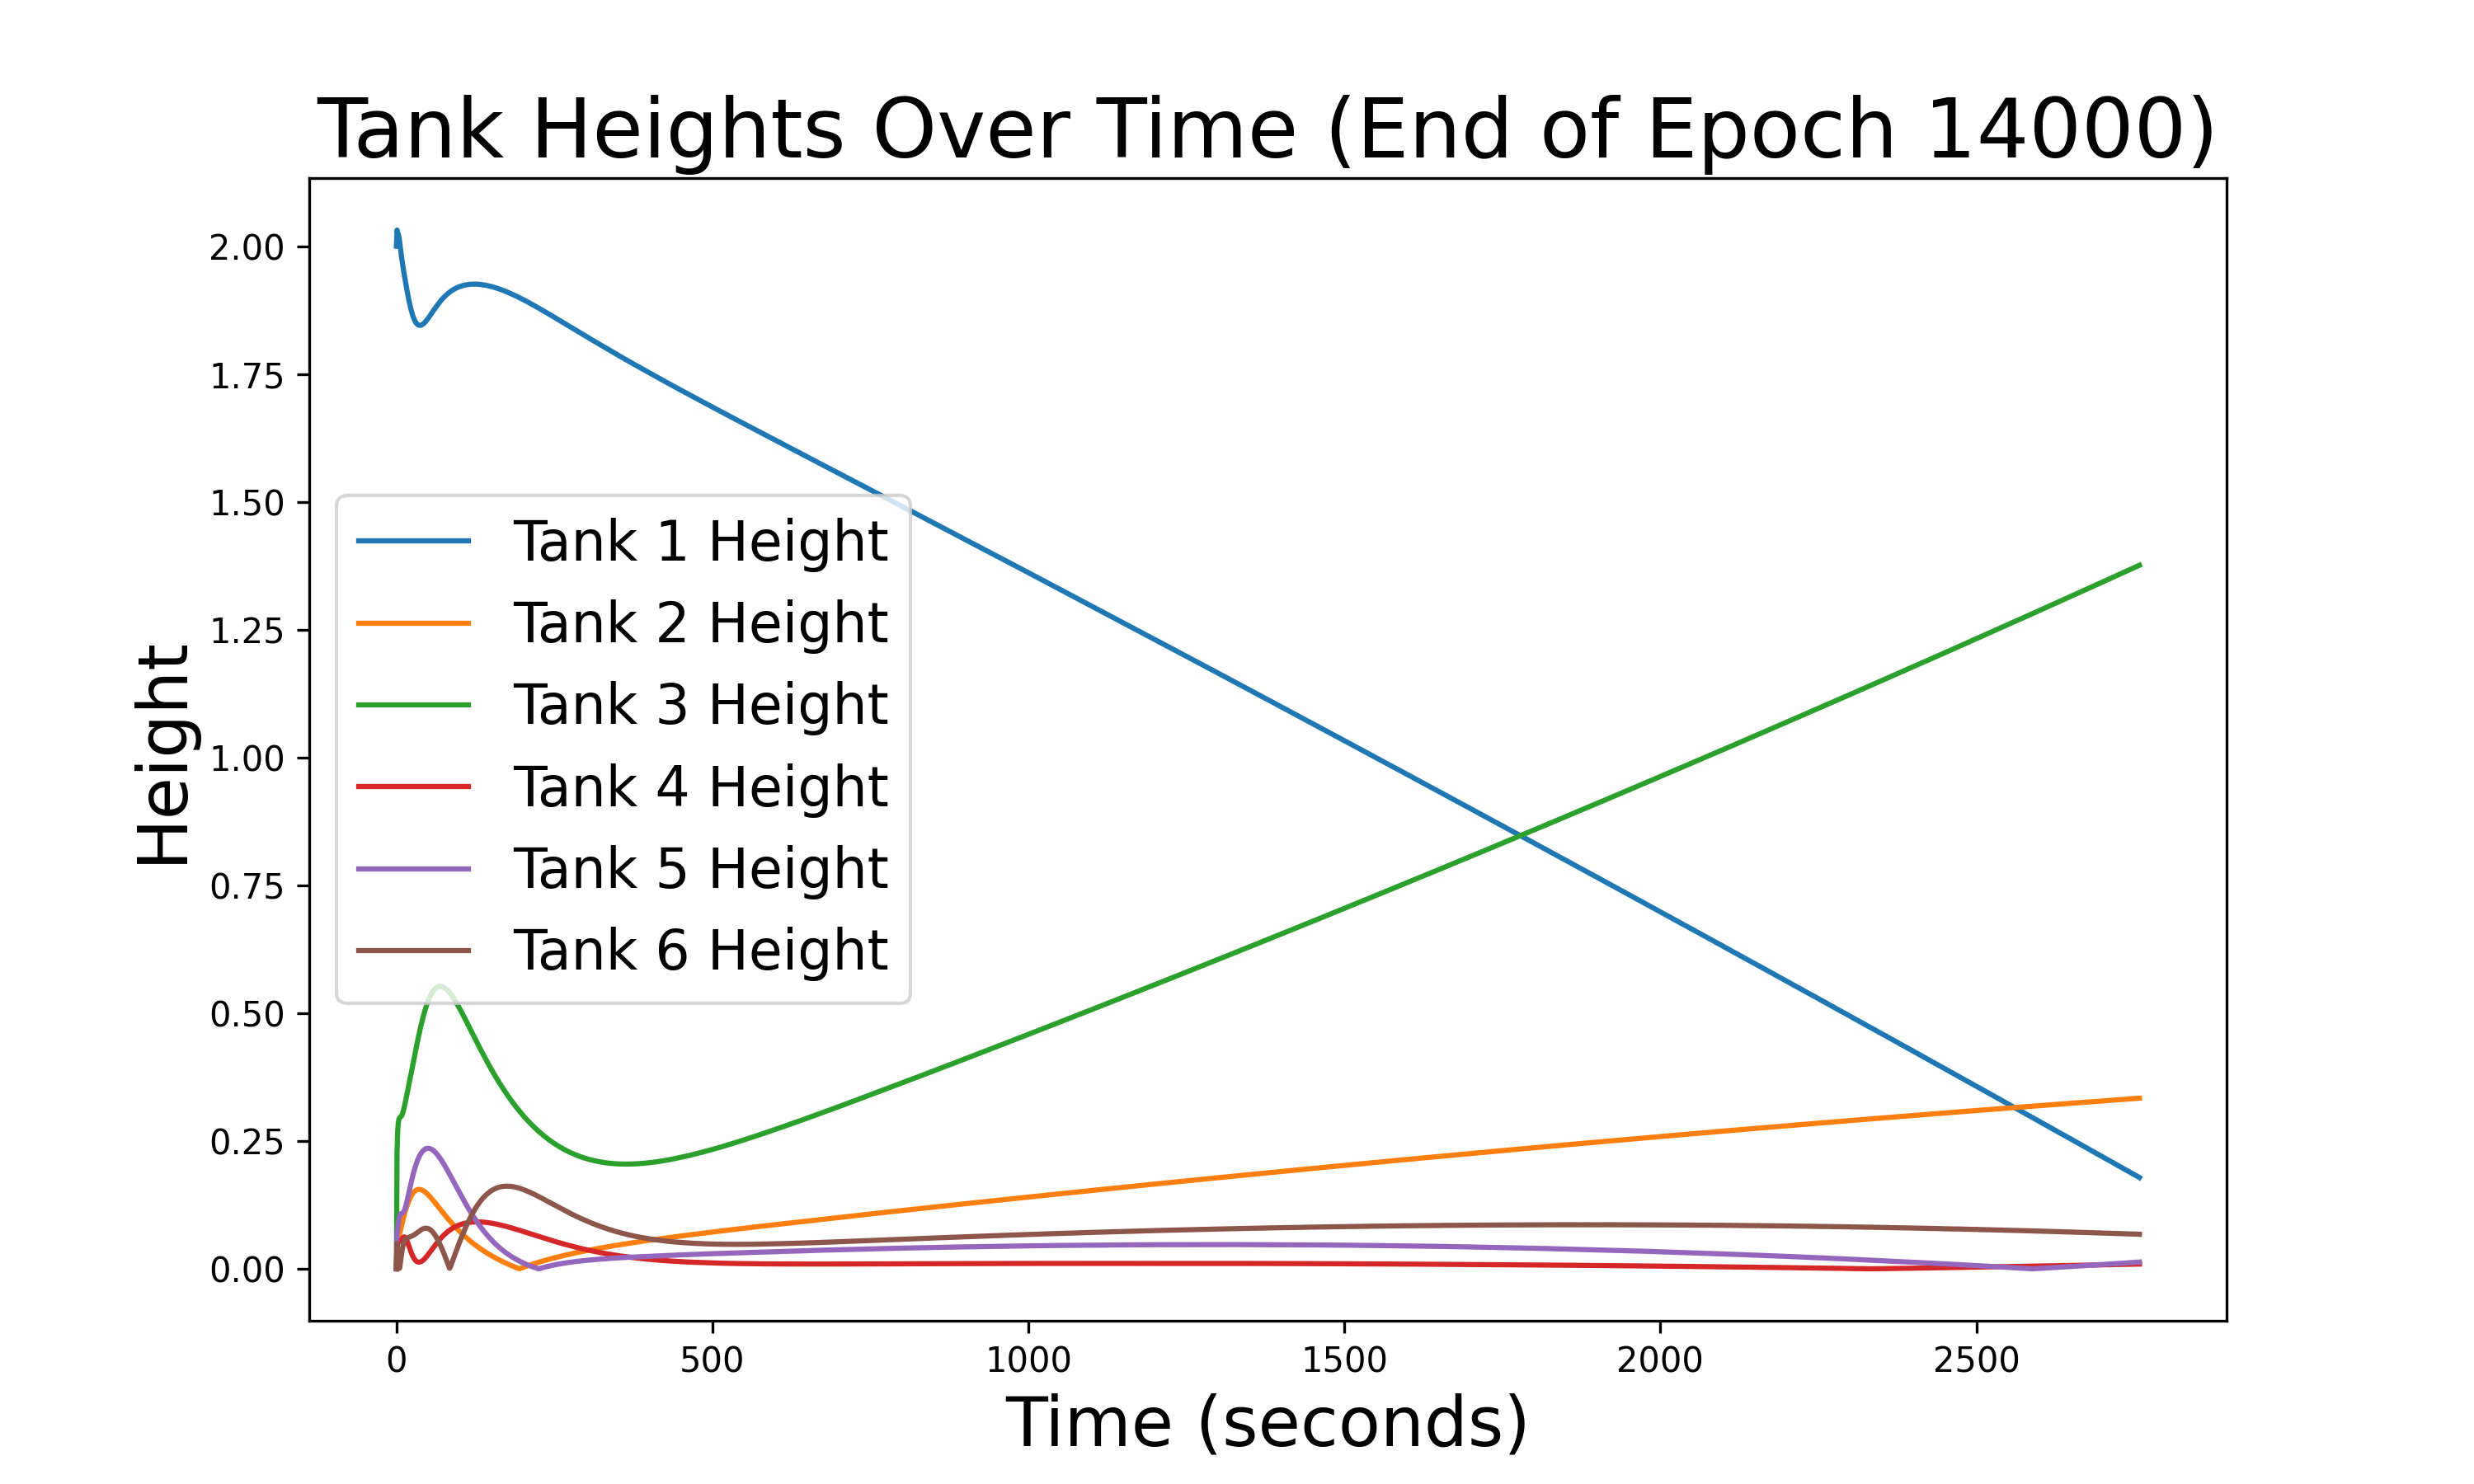 Tank Heights Over Time (End of Epoch 14000)
Height
2.00
1.75
1.50
1.25
1.00
0.75
0.50
0.25
0.00
Tank 1 Height
Tank 2 Height
Tank 3 Height
Tank 4 Height
Tank 5 Height
Tank 6 Height
0 500 1000 1500 2000 2500
Time (seconds)